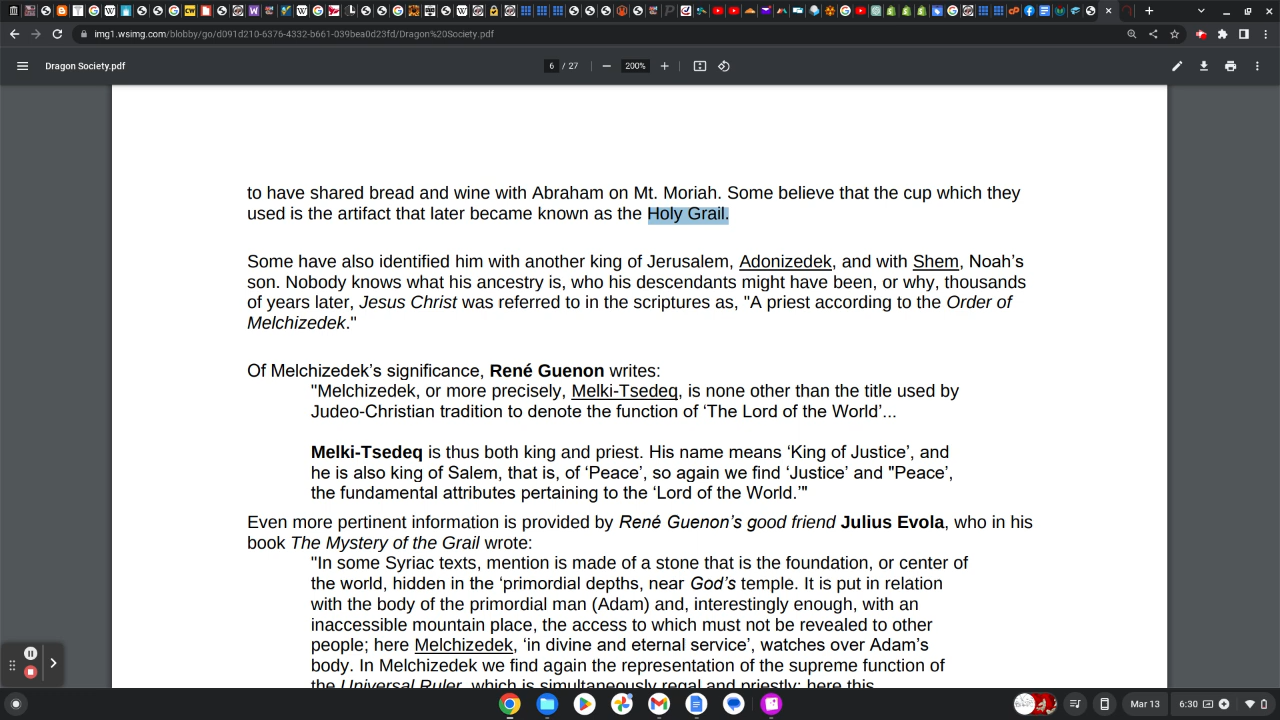 img1.wsimg.com/blobby/go/d091d210-6376-4332-b661-039bea0d23fd/Dragon%20Society.pdf
Dragon Society.pdf
6 / 27
200%
to have shared bread and wine with Abraham on Mt. Moriah. Some believe that the cup which they
used is the artifact that later became known as the Holy Grail.
Some have also identified him with another king of Jerusalem, Adonizedek, and with Shem, Noah’s
son. Nobody knows what his ancestry is, who his descendants might have been, or why, thousands
of years later, Jesus Christ was referred to in the scriptures as, "A priest according to the Order of
Melchizedek."
Of Melchizedek’s significance, René Guenon writes:
"Melchizedek, or more precisely, Melki-Tsedeq, is none other than the title used by
Judeo-Christian tradition to denote the function of ‘The Lord of the World’...
Melki-Tsedeq is thus both king and priest. His name means ‘King of Justice’, and
he is also king of Salem, that is, of ‘Peace’, so again we find ‘Justice’ and "Peace’,
the fundamental attributes pertaining to the ‘Lord of the World.’"
Even more pertinent information is provided by René Guenon’s good friend Julius Evola, who in his
book The Mystery of the Grail wrote:
"In some Syriac texts, mention is made of a stone that is the foundation, or center of
the world, hidden in the ‘primordial depths, near God’s temple. It is put in relation
with the body of the primordial man (Adam) and, interestingly enough, with an
inaccessible mountain place, the access to which must not be revealed to other
people; here Melchizedek, ‘in divine and eternal service’, watches over Adam’s
body. In Melchizedek we find again the representation of the supreme function of
the Universal Ruler, which is simultaneously regal and priestly; here this
Mar 13
6:30